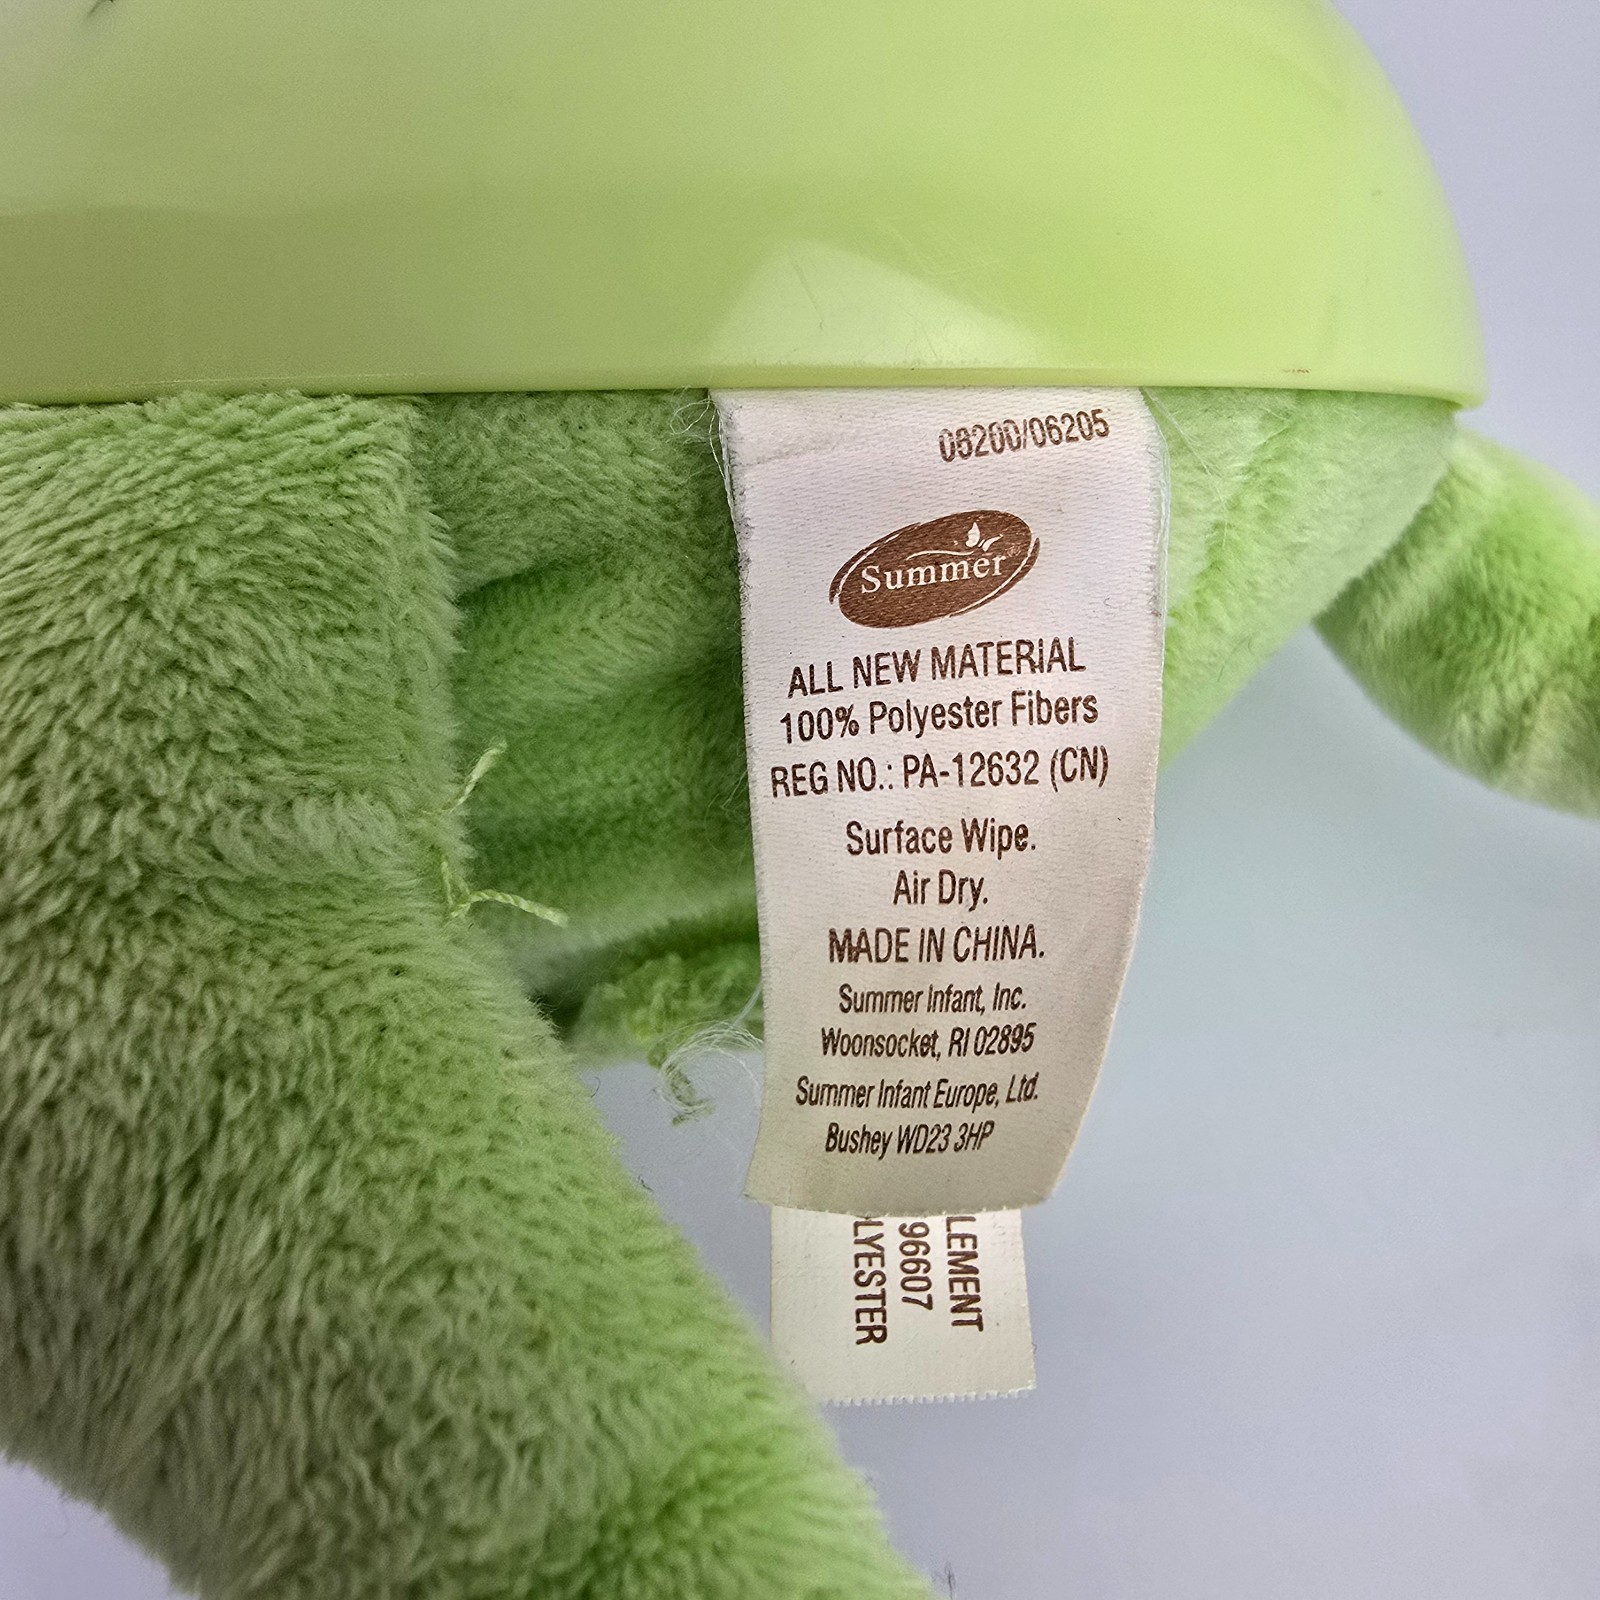 06200/06205
Summer
ALL NEW MATERIAL
100% Polyester Fibers
REG NO.: PA-12632 (CN)
Surface Wipe.
Air Dry.
MADE IN CHINA.
Summer Infant, Inc.
Woonsocket, RI 02895
Summer Infant Europe, Ltd.
Bushey WD23 3HP
LEMENT
96607
LYESTER